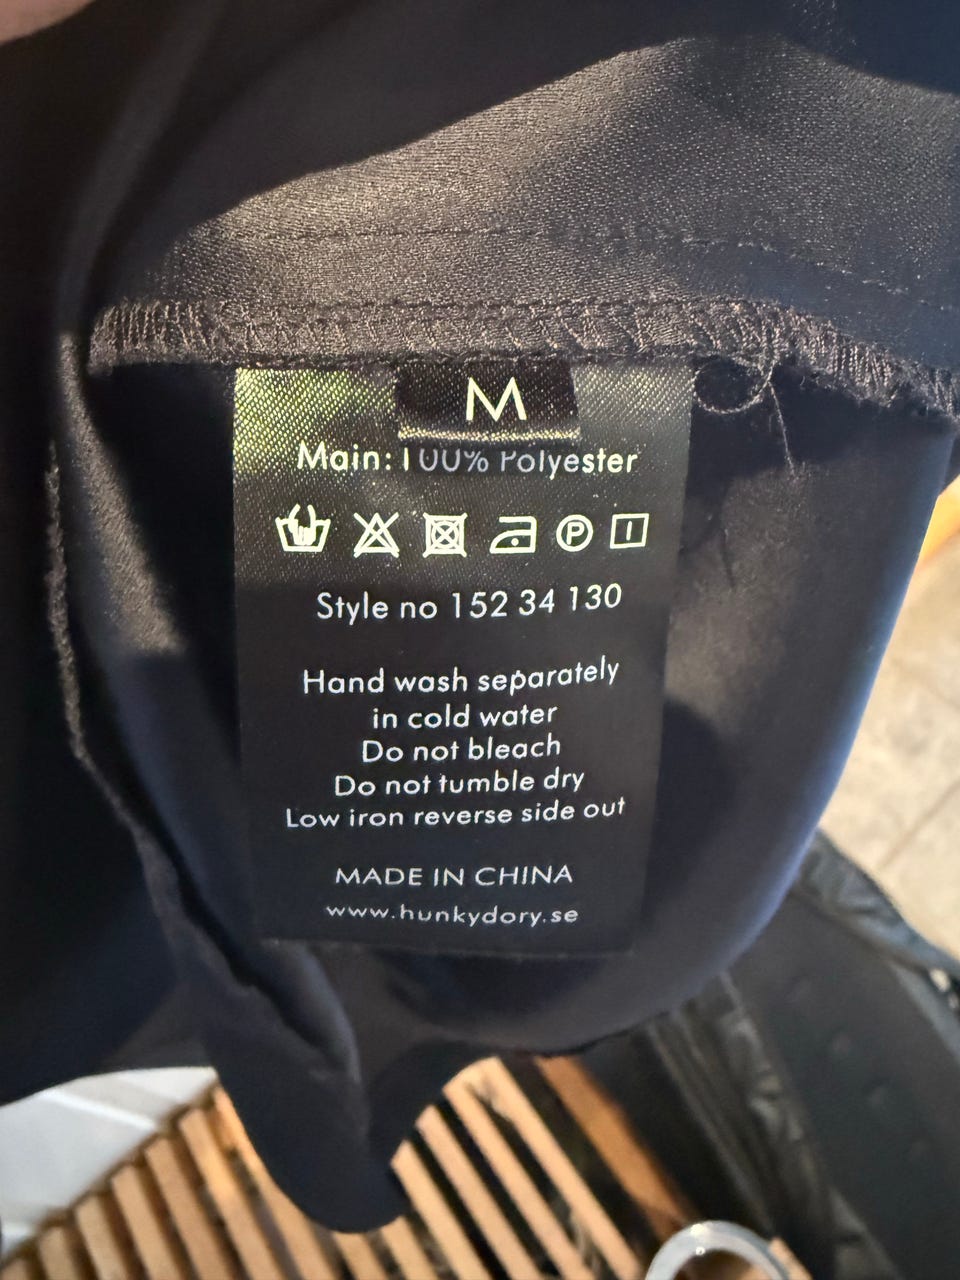 M
Main: 100% Polyester
P
Style no 152 34 130
Hand wash separately
in cold water
Do not bleach
Do not tumble dry
Low iron reverse side out
MADE IN CHINA
www.hunkydory.se